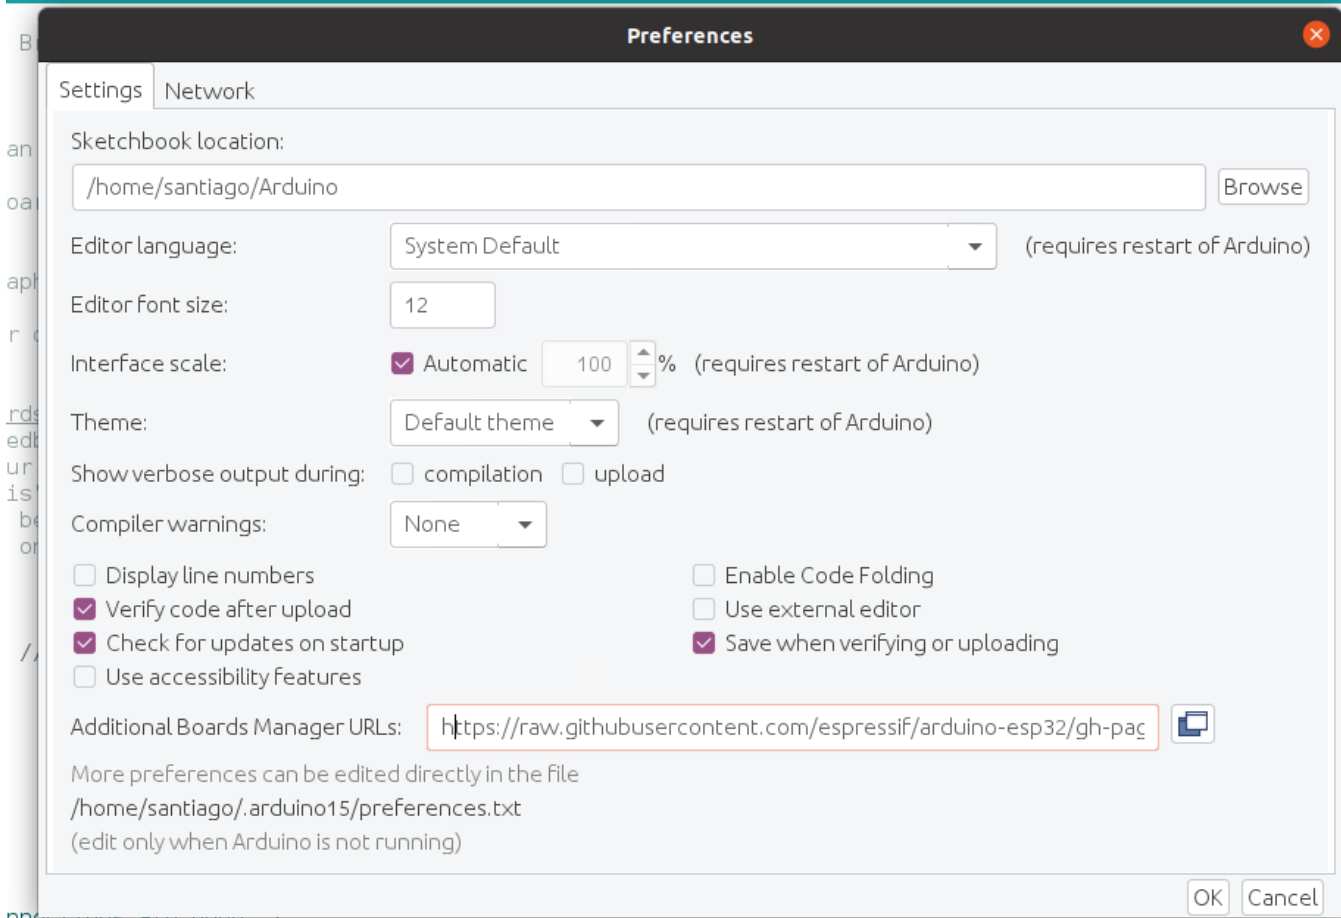 Preferences
Settings Network
Sketchbook location:
/home/santiago/Arduino Browse
Editor language: System Default (requires restart of Arduino)
Editor font size: 12
Interface scale: Automatic 100 % (requires restart of Arduino)
Theme: Default theme (requires restart of Arduino)
Show verbose output during: compilation upload
Compiler warnings: None
Display line numbers Enable Code Folding
Verify code after upload Use external editor
Check for updates on startup Save when verifying or uploading
Use accessibility features
Additional Boards Manager URLs: https://raw.githubusercontent.com/espressif/arduino-esp32/gh-pag
More preferences can be edited directly in the file
/home/santiago/.arduino15/preferences.txt
(edit only when Arduino is not running)
OK Cancel